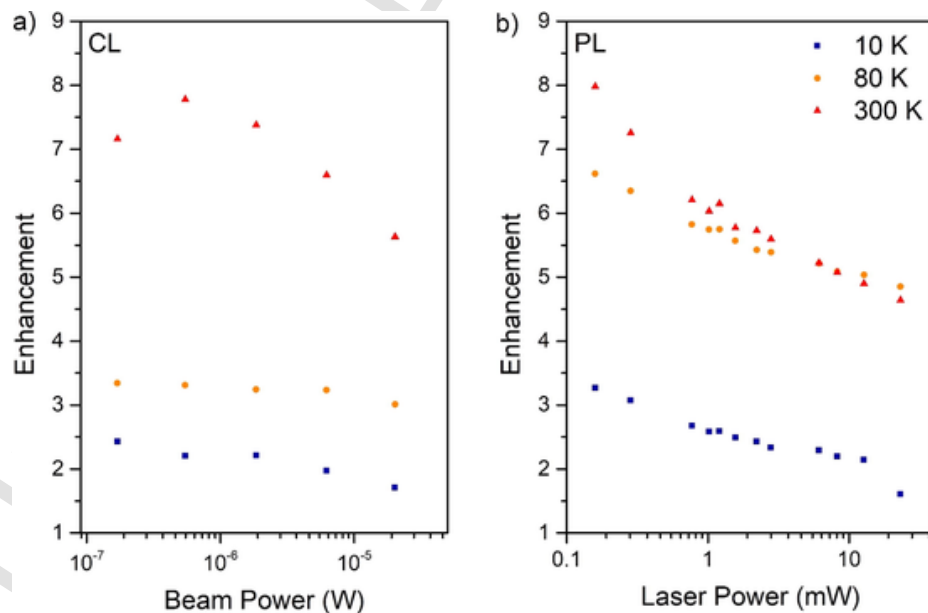 a)
CL
9
8
7
6
5
4
3
2
1
Enhancement
10⁻⁷
10⁻⁶
10⁻⁵
Beam Power (W)
b)
PL
10 K
80 K
300 K
9
8
7
6
5
4
3
2
1
Enhancement
0.1
1
10
Laser Power (mW)